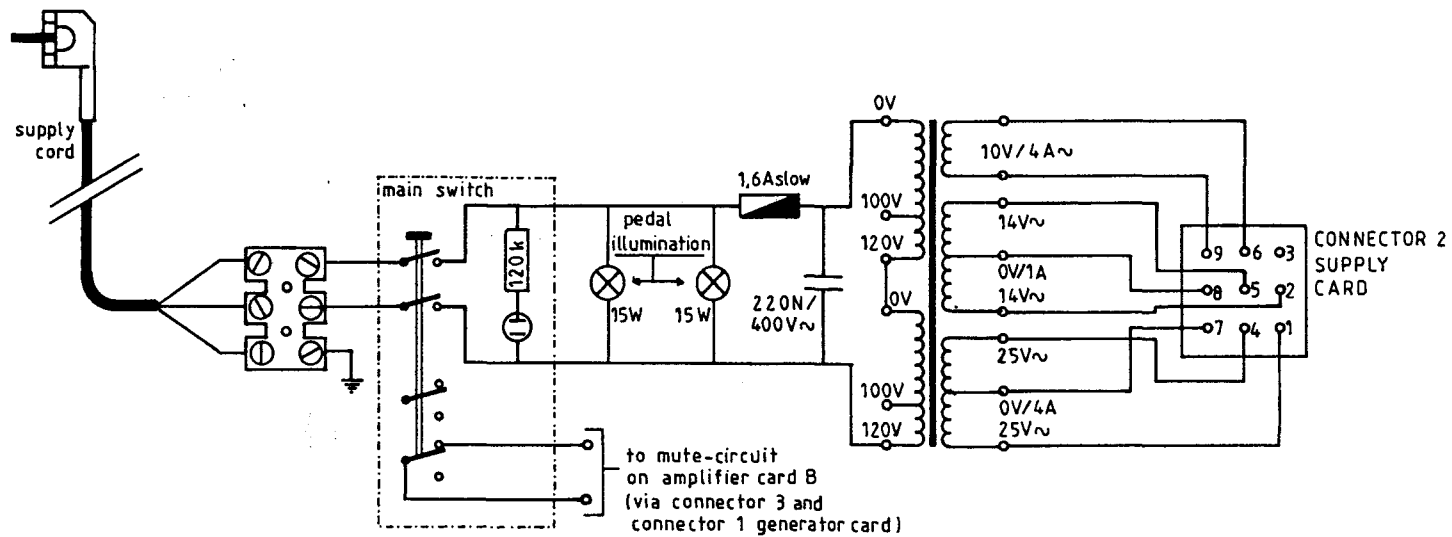 supply
cord
main switch
120k
pedal
illumination
15W
15W
1,6Aslow
220N/
400V~
0V
100V
120V
0V
100V
120V
10V/4A~
14V~
0V/1A
14V~
25V~
0V/4A
25V~
9 6 3
8 5 2
7 4 1
CONNECTOR 2
SUPPLY
CARD
to mute-circuit
on amplifier card B
(via connector 3 and
connector 1 generator card)